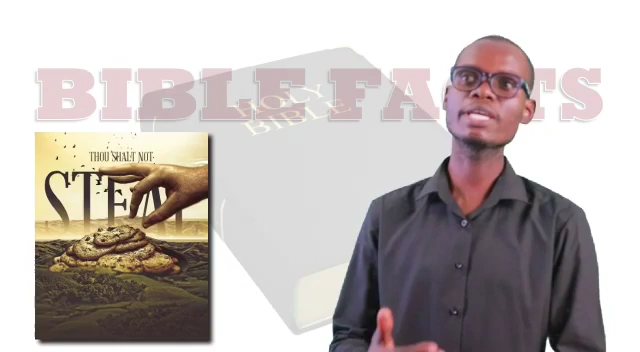 BIBLE FACTS
HOLY
BIBLE
THOU SHALT NOT
STEAL